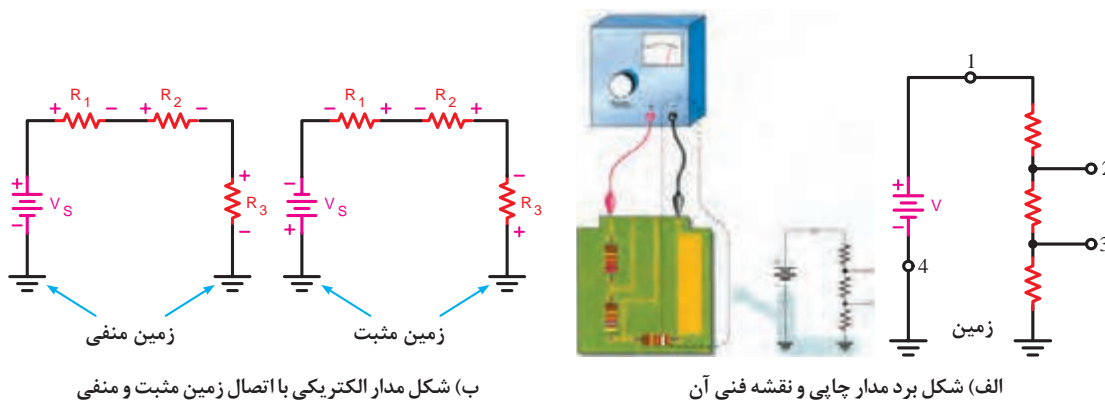 R1 R2
R3
VS
زمین منفی
R1 R2
R3
VS
زمین مثبت
ب) شکل مدار الکتریکی با اتصال زمین مثبت و منفی
1
2
3
4
V
زمین
الف) شکل برد مدار چاپی و نقشه فنی آن